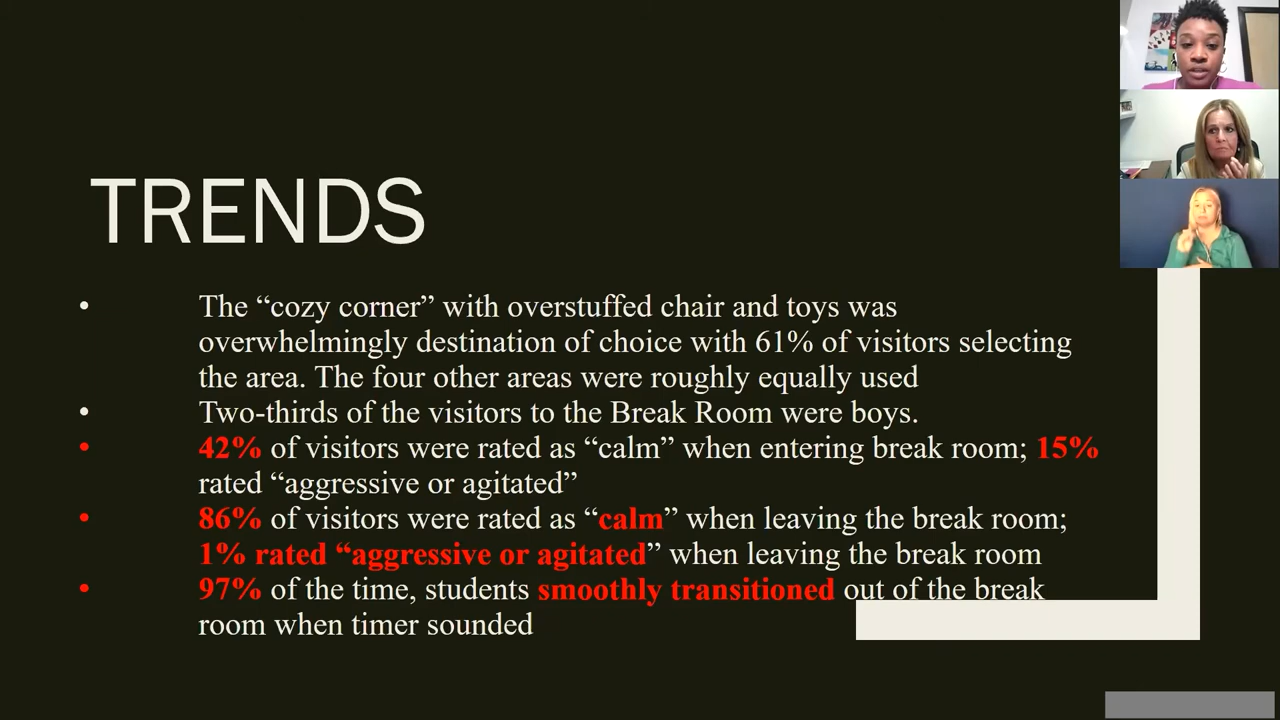 TRENDS
• The “cozy corner” with overstuffed chair and toys was
overwhelmingly destination of choice with 61% of visitors selecting
the area. The four other areas were roughly equally used
• Two-thirds of the visitors to the Break Room were boys.
• 42% of visitors were rated as “calm” when entering break room; 15%
rated “aggressive or agitated”
• 86% of visitors were rated as “calm” when leaving the break room;
1% rated “aggressive or agitated” when leaving the break room
• 97% of the time, students smoothly transitioned out of the break
room when timer sounded